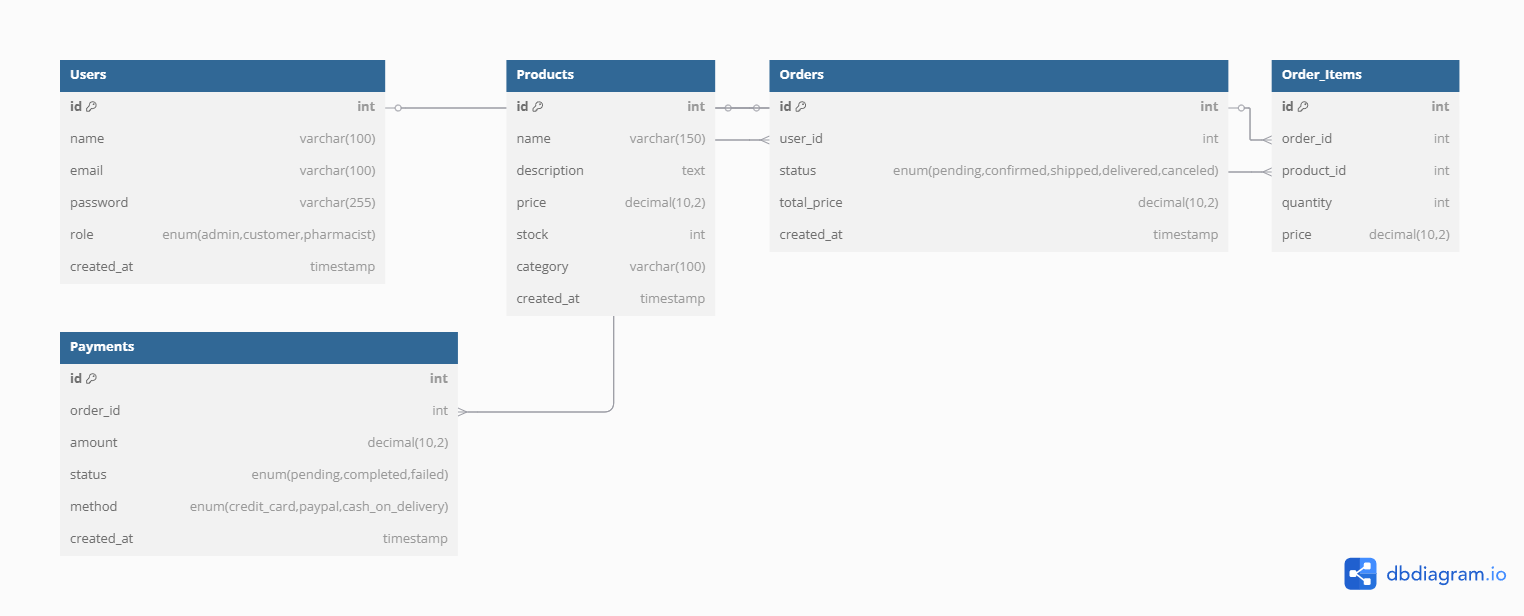 Users
id int
name varchar(100)
email varchar(100)
password varchar(255)
role enum(admin,customer,pharmacist)
created_at timestamp
Products
id int
name varchar(150)
description text
price decimal(10,2)
stock int
category varchar(100)
created_at timestamp
Orders
id int
user_id int
status enum(pending,confirmed,shipped,delivered,canceled)
total_price decimal(10,2)
created_at timestamp
Order_Items
id int
order_id int
product_id int
quantity int
price decimal(10,2)
Payments
id int
order_id int
amount decimal(10,2)
status enum(pending,completed,failed)
method enum(credit_card,paypal,cash_on_delivery)
created_at timestamp
dbdiagram.io